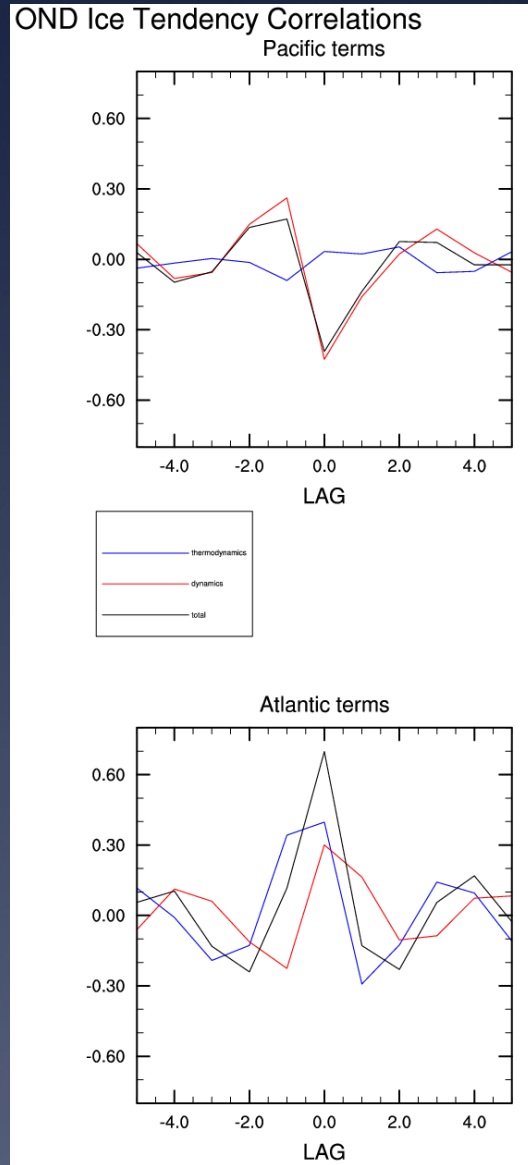 OND Ice Tendency Correlations
Pacific terms
0.60
0.30
0.00
-0.30
-0.60
-4.0 -2.0 0.0 2.0 4.0
LAG
thermodynamics
dynamics
total
Atlantic terms
0.60
0.30
0.00
-0.30
-0.60
-4.0 -2.0 0.0 2.0 4.0
LAG